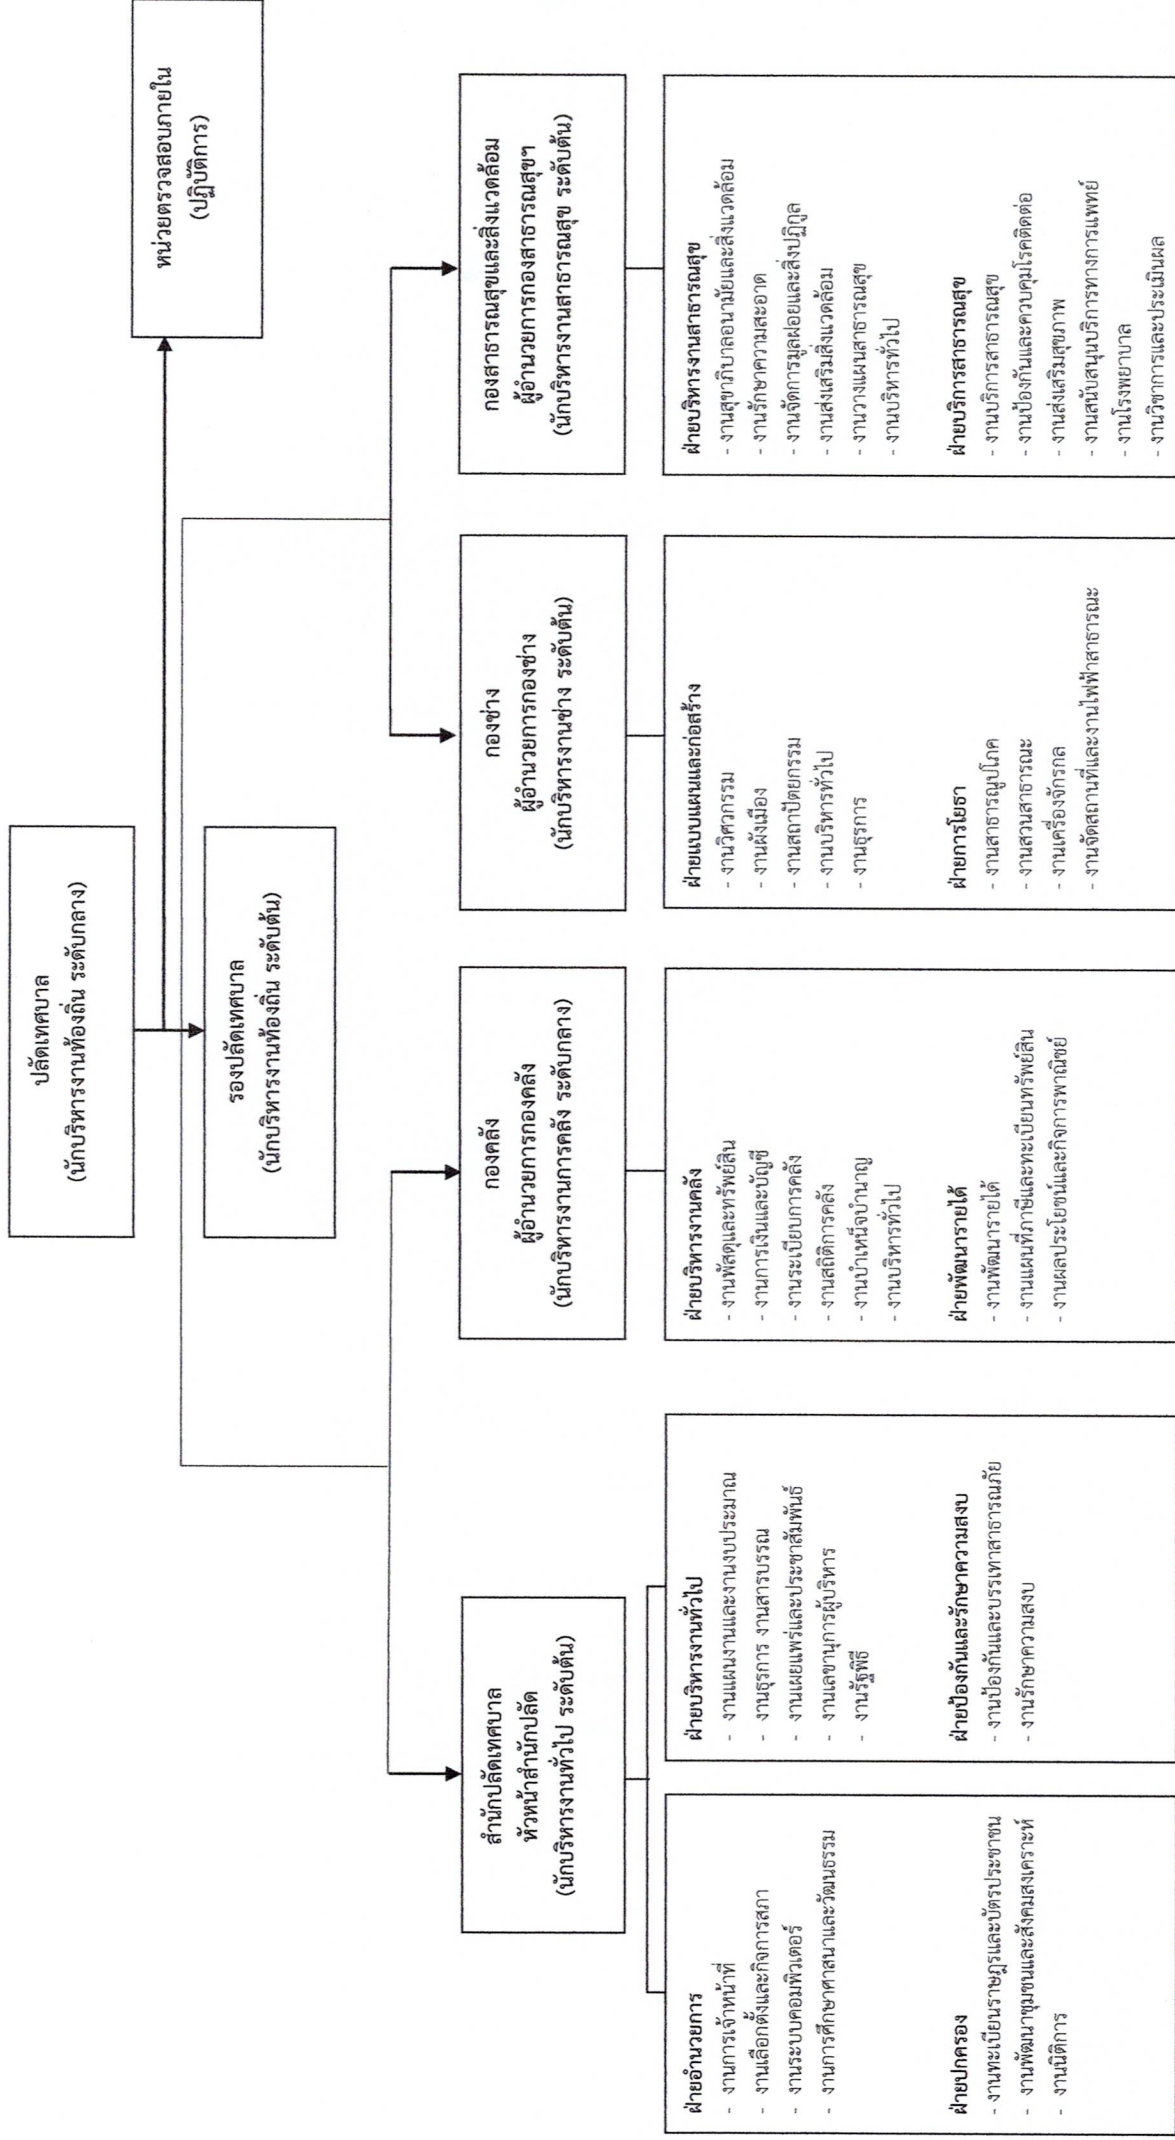 ปลัดเทศบาล
(นักบริหารงานท้องถิ่น ระดับกลาง)
หน่วยตรวจสอบภายใน
(ปฏิบัติการ)
รองปลัดเทศบาล
(นักบริหารงานท้องถิ่น ระดับต้น)
สำนักปลัดเทศบาล
หัวหน้าสำนักปลัด
(นักบริหารงานทั่วไป ระดับต้น)
กองคลัง
ผู้อำนวยการกองคลัง
(นักบริหารงานการคลัง ระดับกลาง)
กองช่าง
ผู้อำนวยการกองช่าง
(นักบริหารงานช่าง ระดับต้น)
กองสาธารณสุขและสิ่งแวดล้อม
ผู้อำนวยการกองสาธารณสุขฯ
(นักบริหารงานสาธารณสุข ระดับต้น)
ฝ่ายอำนวยการ
- งานการเจ้าหน้าที่
- งานเลือกตั้งและกิจการสภา
- งานระบบคอมพิวเตอร์
- งานการศึกษาศาสนาและวัฒนธรรม
ฝ่ายปกครอง
- งานทะเบียนราษฎรและบัตรประชาชน
- งานพัฒนาชุมชนและสังคมสงเคราะห์
- งานนิติการ
ฝ่ายบริหารงานทั่วไป
- งานแผนงานและงานงบประมาณ
- งานธุรการ งานสารบรรณ
- งานเผยแพร่และประชาสัมพันธ์
- งานเลขานุการผู้บริหาร
- งานรัฐพิธี
ฝ่ายป้องกันและรักษาความสงบ
- งานป้องกันและบรรเทาสาธารณภัย
- งานรักษาความสงบ
ฝ่ายบริหารงานคลัง
- งานพัสดุและทรัพย์สิน
- งานการเงินและบัญชี
- งานระเบียบการคลัง
- งานสถิติการคลัง
- งานบำเหน็จบำนาญ
- งานบริหารทั่วไป
ฝ่ายพัฒนารายได้
- งานพัฒนารายได้
- งานแผนที่ภาษีและทะเบียนทรัพย์สิน
- งานผลประโยชน์และกิจการพาณิชย์
ฝ่ายแบบแผนและก่อสร้าง
- งานวิศวกรรม
- งานผังเมือง
- งานสถาปัตยกรรม
- งานบริหารทั่วไป
- งานธุรการ
ฝ่ายการโยธา
- งานสาธารณูปโภค
- งานสวนสาธารณะ
- งานเครื่องจักรกล
- งานจัดสถานที่และงานไฟฟ้าสาธารณะ
ฝ่ายบริหารงานสาธารณสุข
- งานสุขาภิบาลอนามัยและสิ่งแวดล้อม
- งานรักษาความสะอาด
- งานจัดการมูลฝอยและสิ่งปฏิกูล
- งานส่งเสริมสิ่งแวดล้อม
- งานวางแผนสาธารณสุข
- งานบริหารทั่วไป
ฝ่ายบริการสาธารณสุข
- งานบริการสาธารณสุข
- งานป้องกันและควบคุมโรคติดต่อ
- งานส่งเสริมสุขภาพ
- งานสนับสนุนบริการทางการแพทย์
- งานโรงพยาบาล
- งานวิชาการและประเมินผล